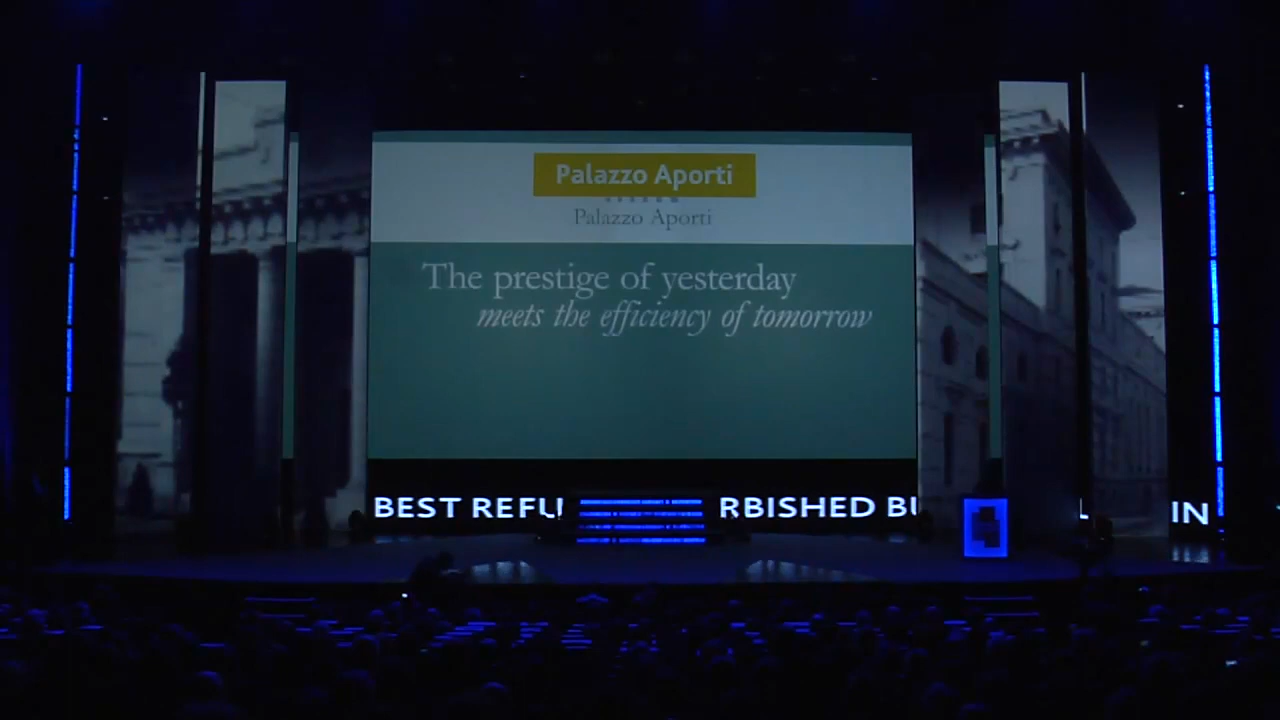 Palazzo Aporti
Palazzo Aporti
The prestige of yesterday
meets the efficiency of tomorrow
BEST REFU RBISHED BU IN